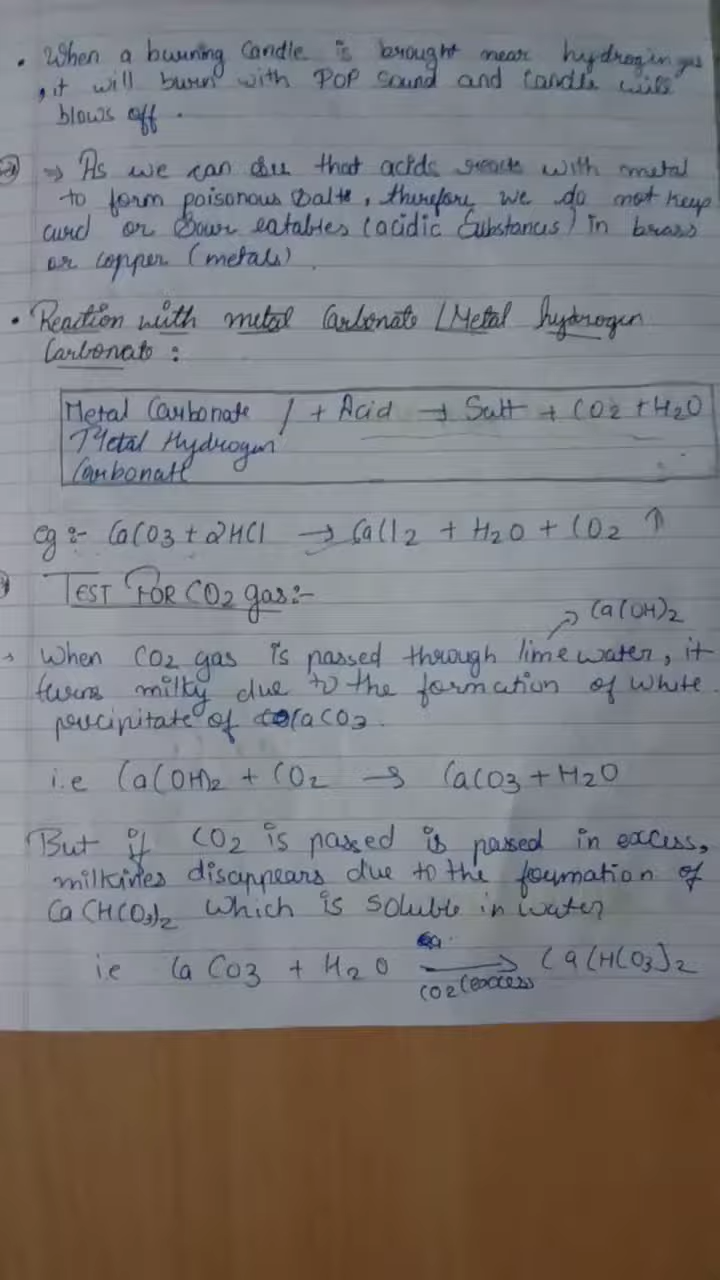 • When a burning Candle is brought near hydrogen gas
, it will burn with POP sound and candle will
blows off .
⇒ As we can see that acids reacts with metal
to form poisonous Salts, therefore we do not keep
curd or Sour eatables (acidic Substances) in brass
or copper (metals)
• Reaction with metal Carbonate / Metal hydrogen
Carbonate :
Metal Carbonate / + Acid → Salt + CO2 + H2O
Metal Hydrogen
Carbonate
eg :- CaCO3 + 2HCl → CaCl2 + H2O + CO2 ↑
TEST FOR CO2 gas :-
→ Ca(OH)2
→ When CO2 gas is passed through lime water, it
turns milky due to the formation of white
precipitate of CaCO3.
i.e Ca(OH)2 + CO2 → CaCO3 + H2O
But if CO2 is passed is passed in excess,
milkines disappears due to the formation of
Ca(HCO3)2 which is soluble in water
ie CaCO3 + H2O → Ca(HCO3)2
CO2(excess)